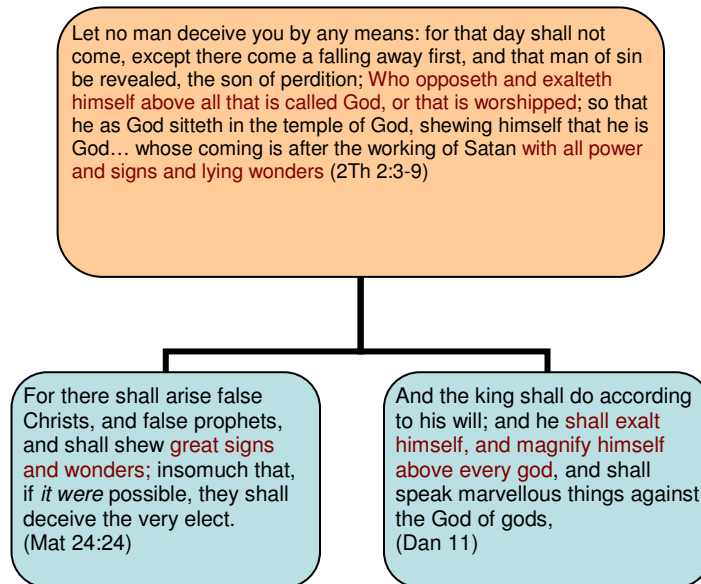 Let no man deceive you by any means: for that day shall not
come, except there come a falling away first, and that man of sin
be revealed, the son of perdition; Who opposeth and exalteth
himself above all that is called God, or that is worshipped; so that
he as God sitteth in the temple of God, shewing himself that he is
God… whose coming is after the working of Satan with all power
and signs and lying wonders (2Th 2:3-9)
For there shall arise false
Christs, and false prophets,
and shall shew great signs
and wonders; insomuch that,
if it were possible, they shall
deceive the very elect.
(Mat 24:24)
And the king shall do according
to his will; and he shall exalt
himself, and magnify himself
above every god, and shall
speak marvellous things against
the God of gods,
(Dan 11)